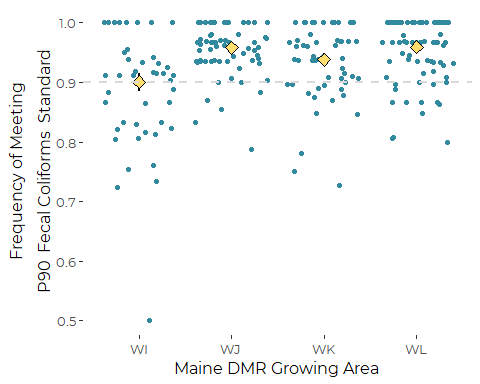 Frequency of Meeting
P90 Fecal Coliforms Standard
1.0
0.9
0.8
0.7
0.6
0.5
WI
WJ
WK
WL
Maine DMR Growing Area